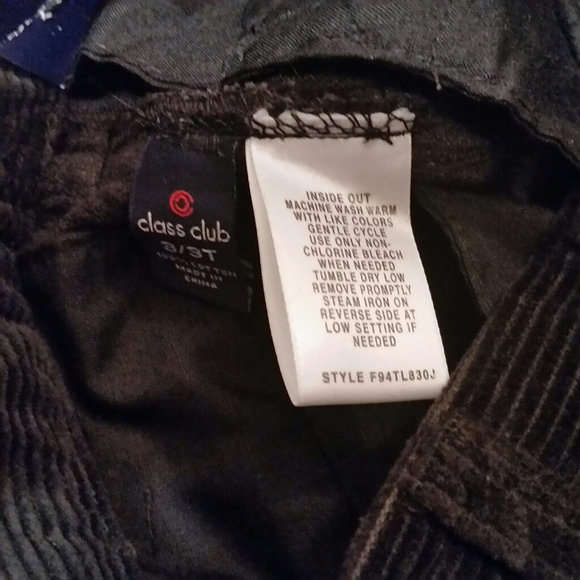 class club
3/3T
100% COTTON
MADE IN
CHINA
INSIDE OUT
MACHINE WASH WARM
WITH LIKE COLORS
GENTLE CYCLE
USE ONLY NON-
CHLORINE BLEACH
WHEN NEEDED
TUMBLE DRY LOW
REMOVE PROMPTLY
STEAM IRON ON
REVERSE SIDE AT
LOW SETTING IF
NEEDED
STYLE F94TL830J